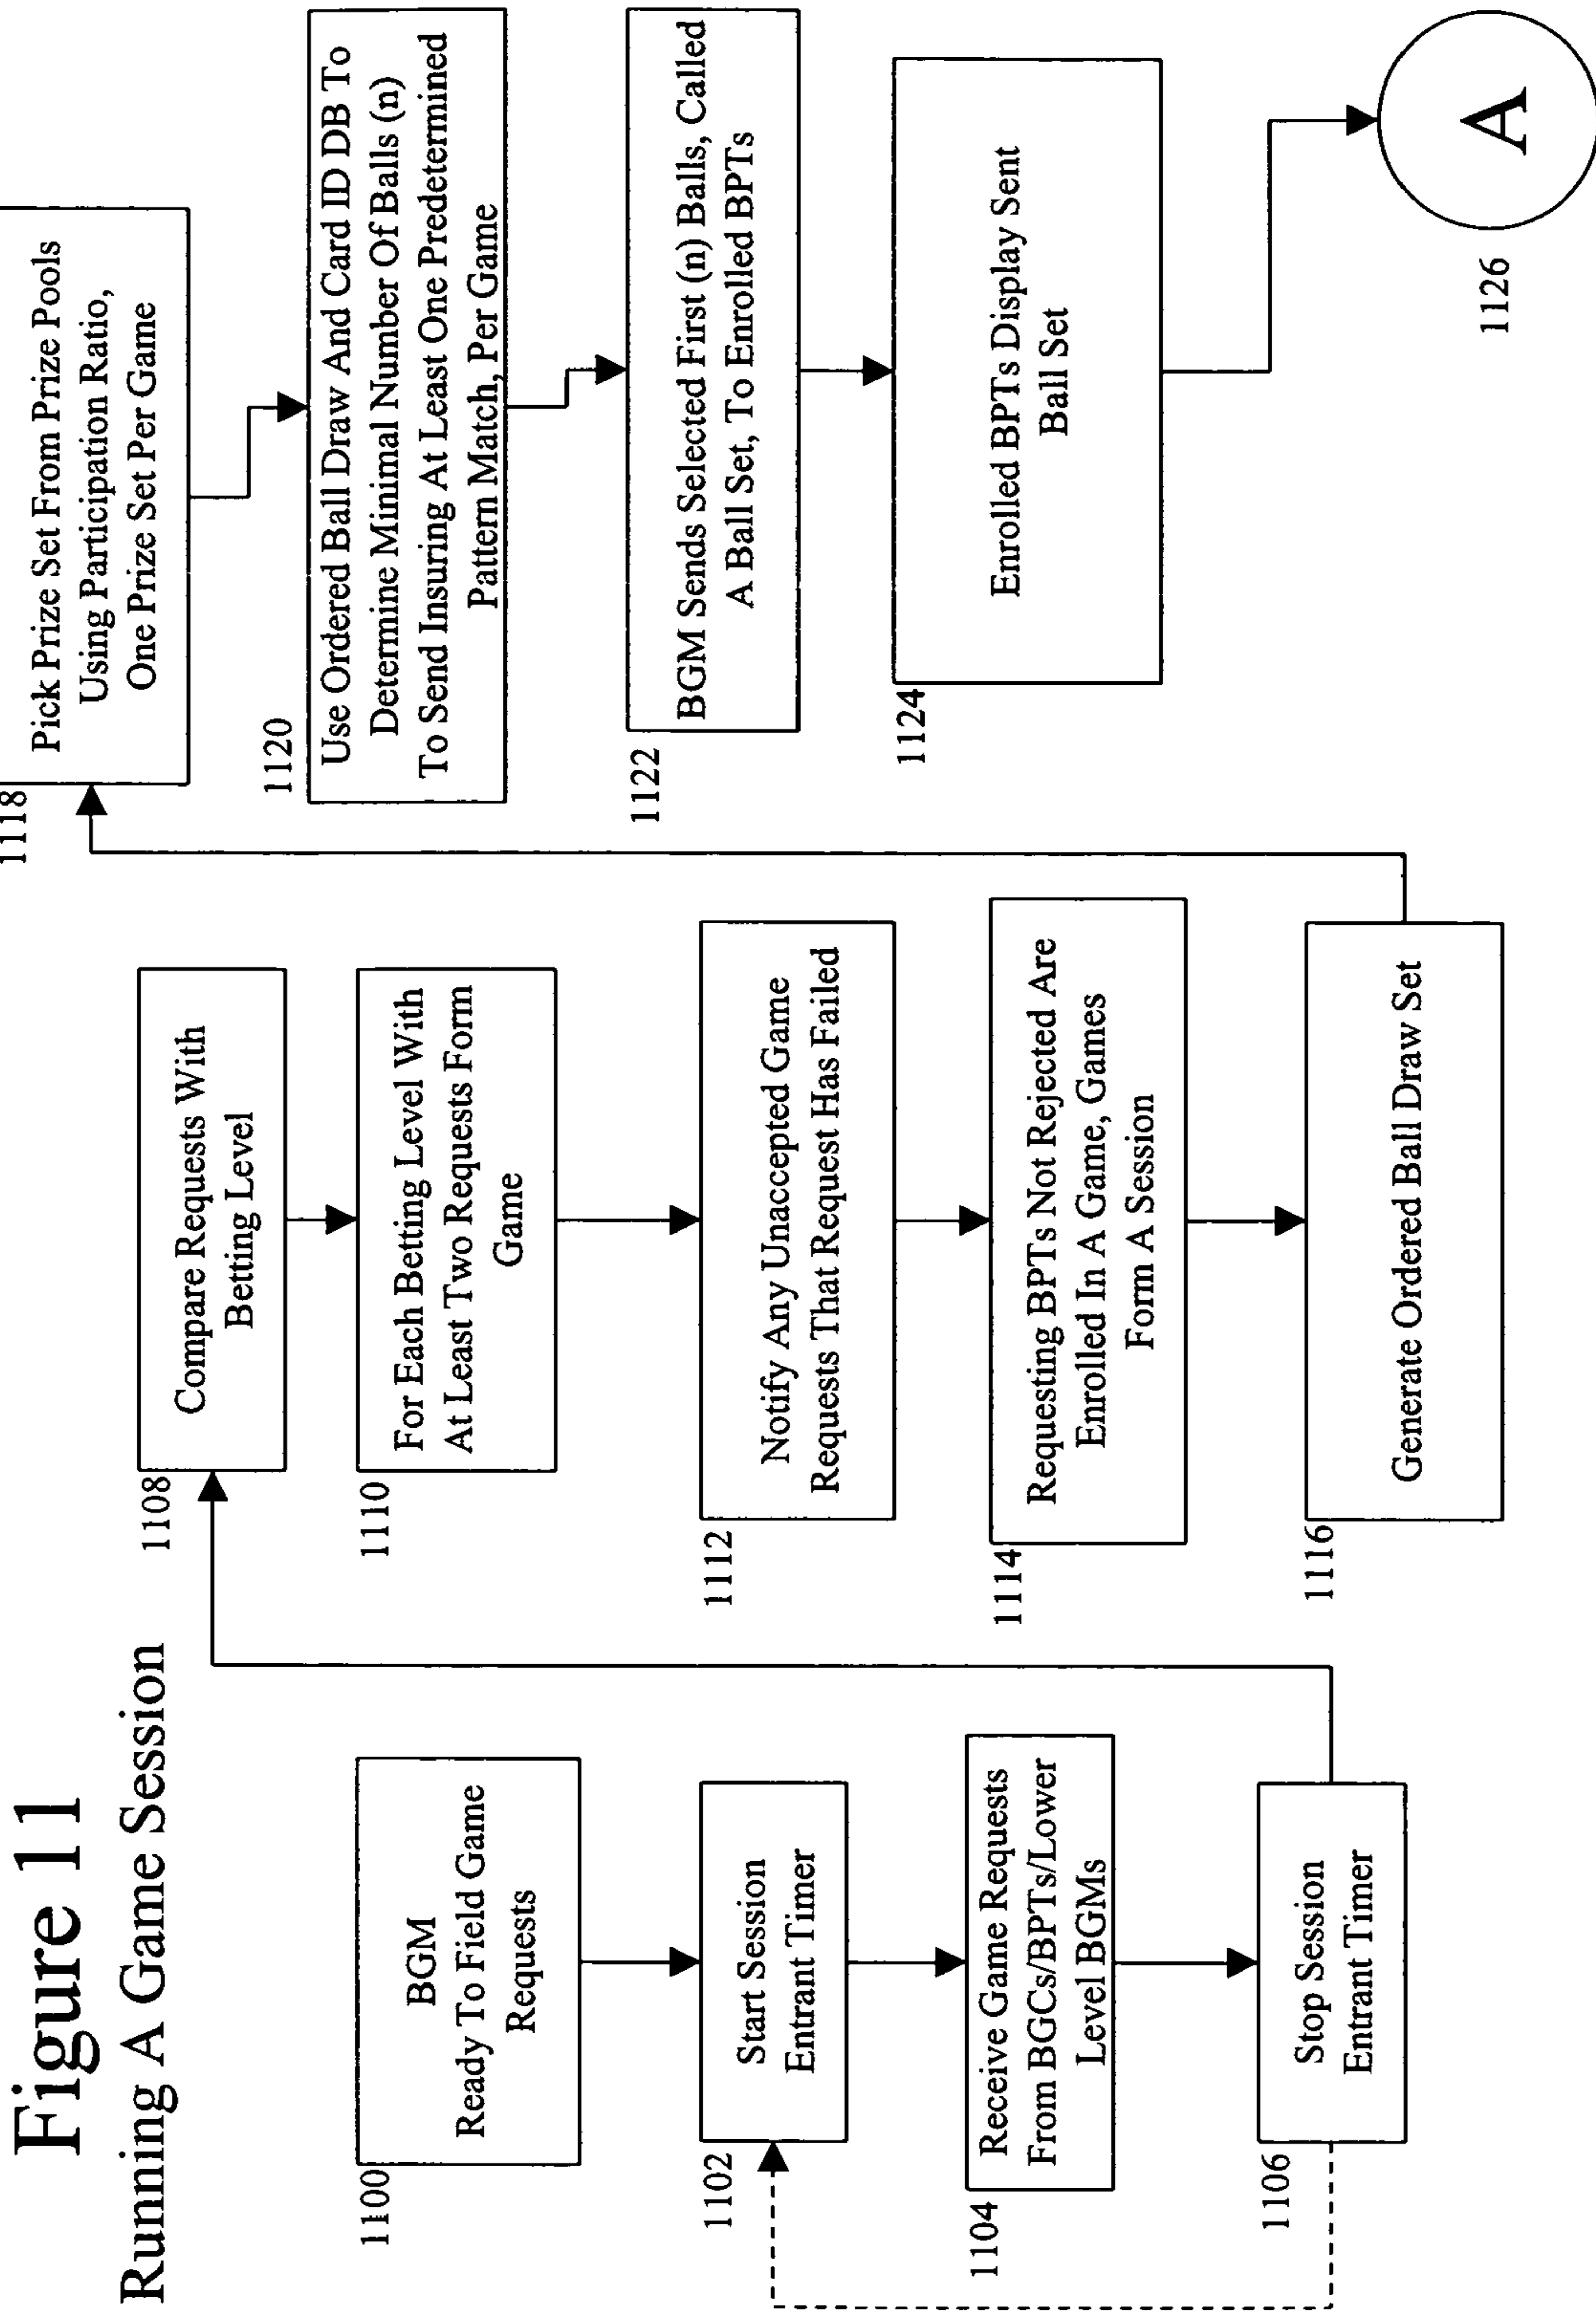 Figure 11
Running A Game Session
1100
BGM
Ready To Field Game
Requests
1102
Start Session
Entrant Timer
1104
Receive Game Requests
From BGCs/BPTs/Lower
Level BGMs
1106
Stop Session
Entrant Timer
1108
Compare Requests With
Betting Level
1110
For Each Betting Level With
At Least Two Requests Form
Game
1112
Notify Any Unaccepted Game
Requests That Request Has Failed
1114
Requesting BPTs Not Rejected Are
Enrolled In A Game, Games
Form A Session
1116
Generate Ordered Ball Draw Set
1118
Pick Prize Set From Prize Pools
Using Participation Ratio,
One Prize Set Per Game
1120
Use Ordered Ball Draw And Card ID DB To
Determine Minimal Number Of Balls (n)
To Send Insuring At Least One Predetermined
Pattern Match, Per Game
1122
BGM Sends Selected First (n) Balls, Called
A Ball Set, To Enrolled BPTs
1124
Enrolled BPTs Display Sent
Ball Set
A
1126